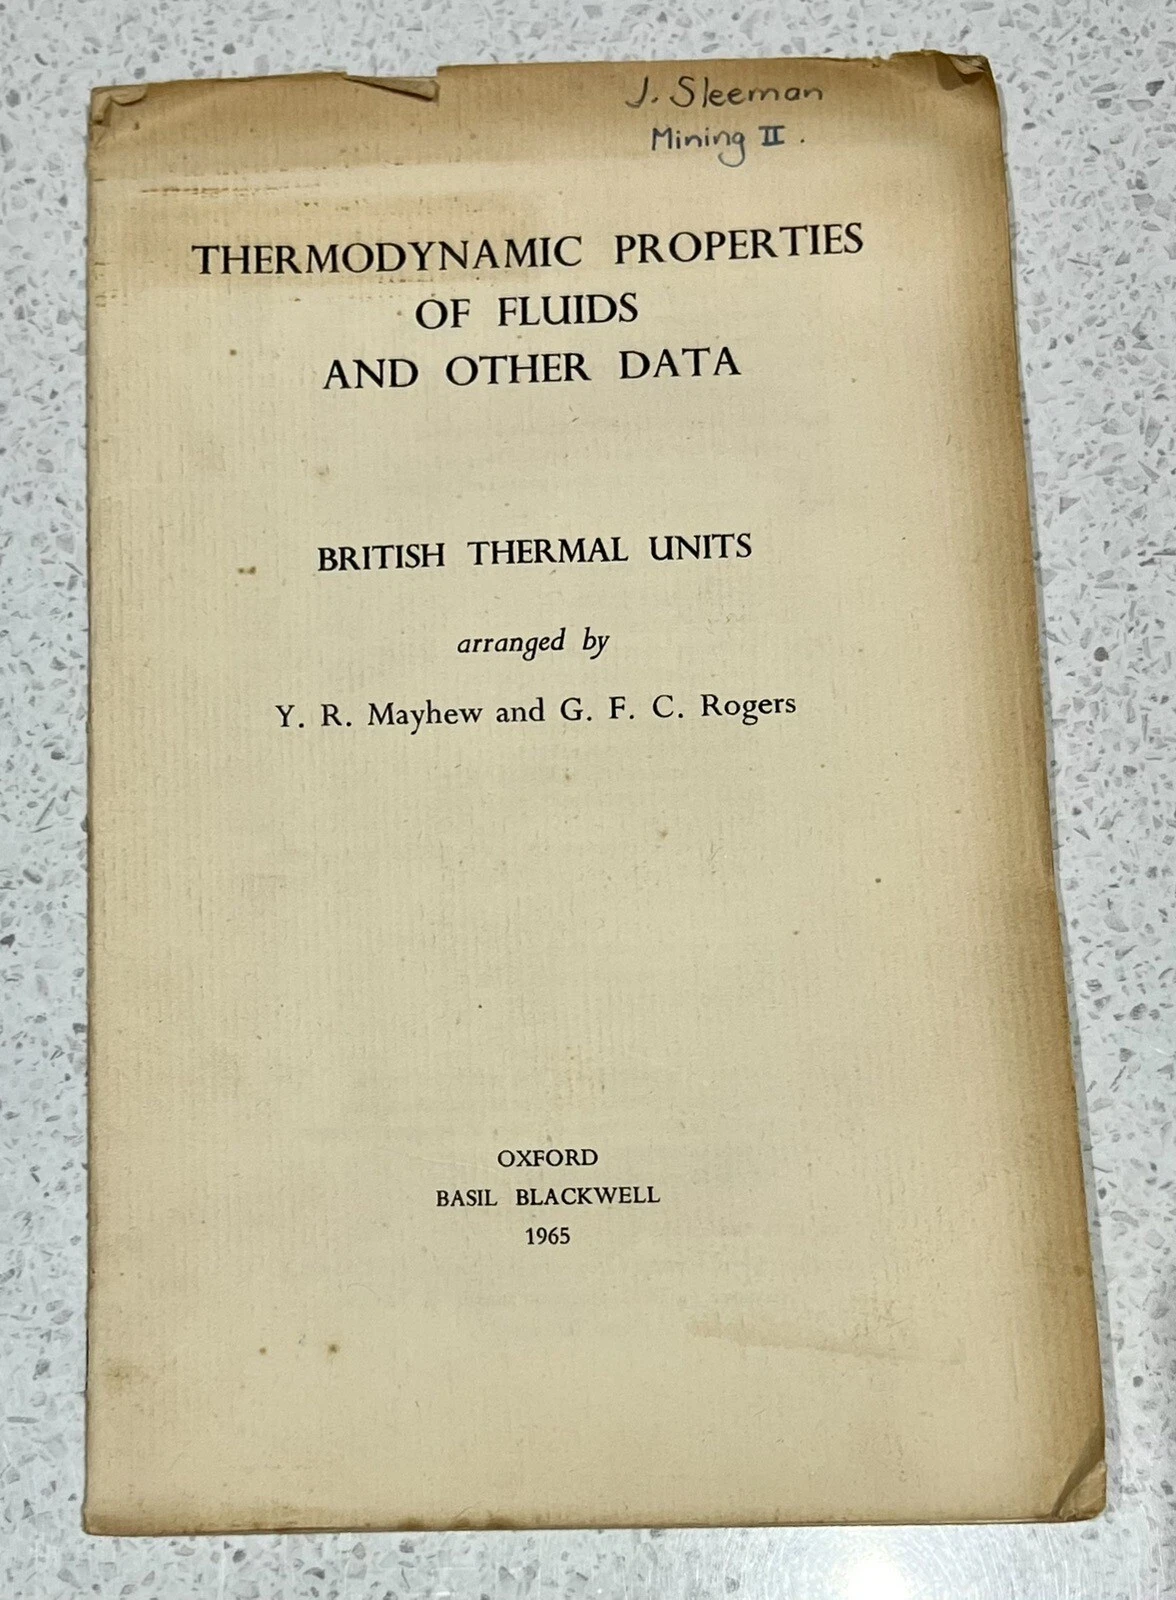 J. Sleeman
Mining II.
THERMODYNAMIC PROPERTIES
OF FLUIDS
AND OTHER DATA
BRITISH THERMAL UNITS
arranged by
Y. R. Mayhew and G. F. C. Rogers
OXFORD
BASIL BLACKWELL
1965